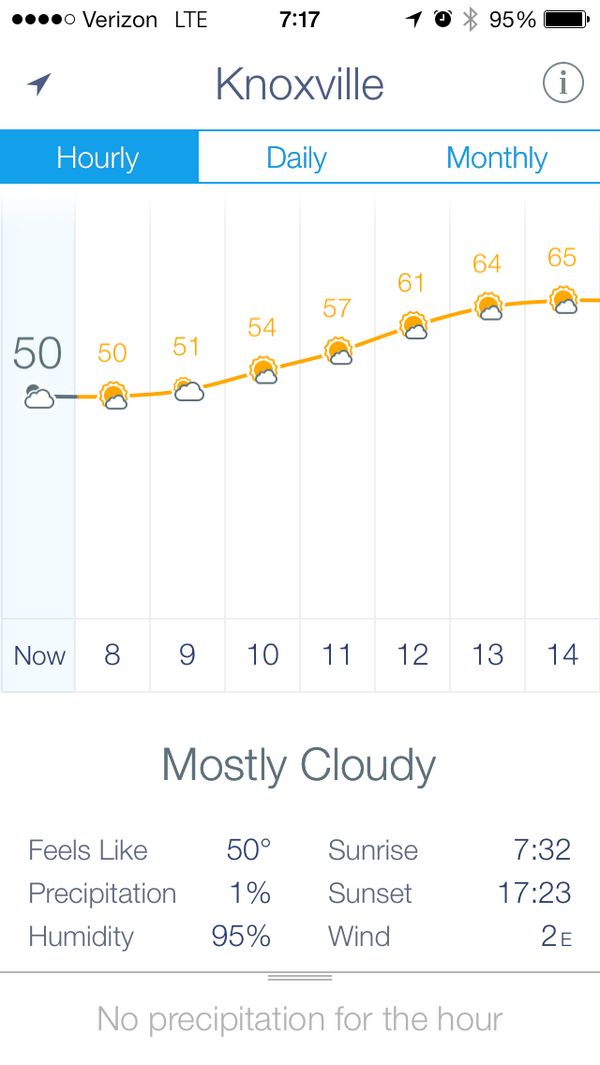 Verizon LTE 7:17 95%
Knoxville i
Hourly Daily Monthly
50 50 51 54 57 61 64 65
Now 8 9 10 11 12 13 14
Mostly Cloudy
Feels Like 50° Sunrise 7:32
Precipitation 1% Sunset 17:23
Humidity 95% Wind 2 E
No precipitation for the hour